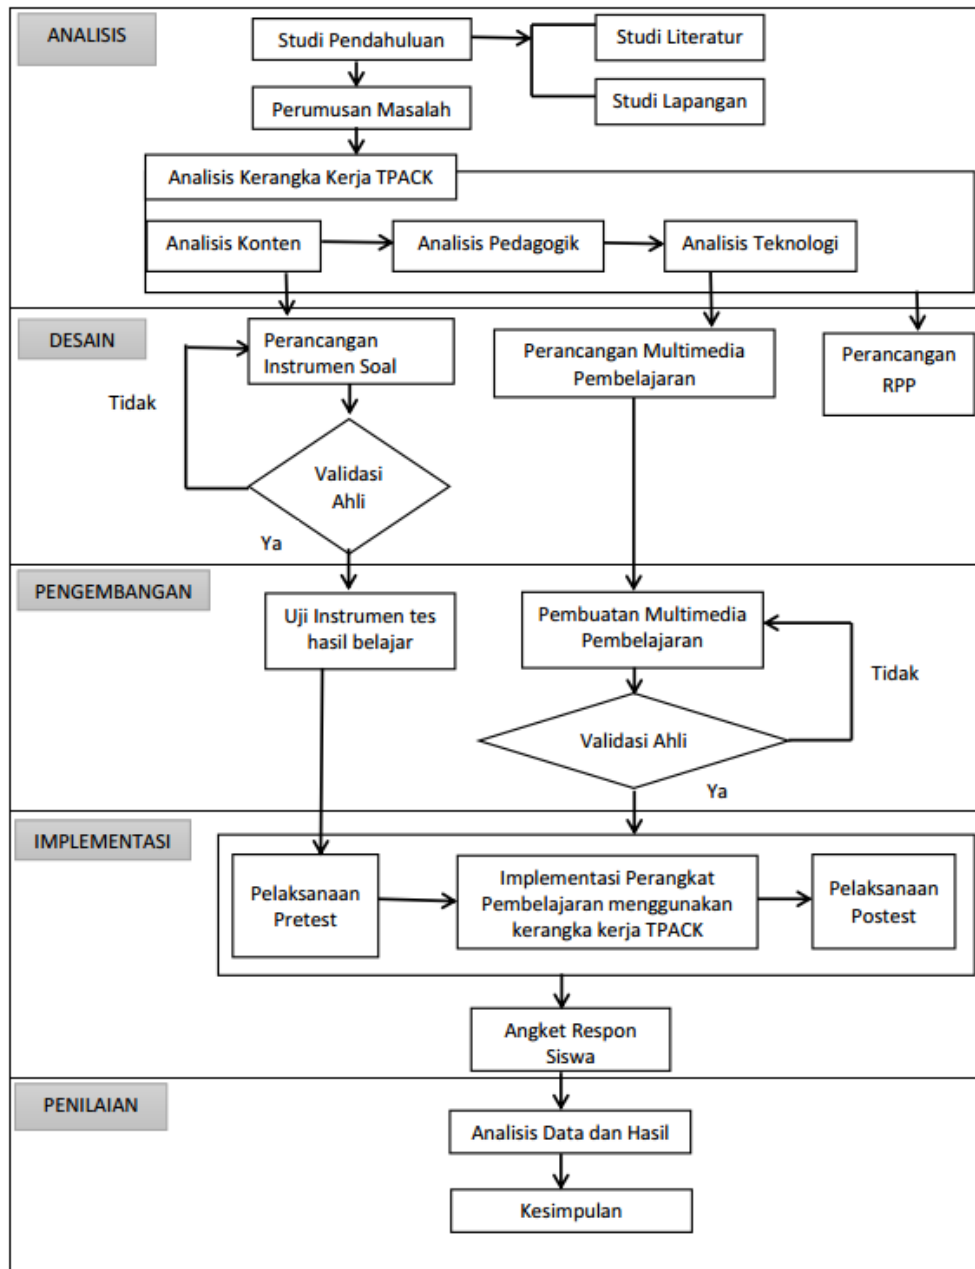 ANALISIS
Studi Pendahuluan
Studi Literatur
Studi Lapangan
Perumusan Masalah
Analisis Kerangka Kerja TPACK
Analisis Konten
Analisis Pedagogik
Analisis Teknologi
DESAIN
Perancangan
Instrumen Soal
Perancangan Multimedia
Pembelajaran
Perancangan
RPP
Tidak
Validasi
Ahli
Ya
PENGEMBANGAN
Uji Instrumen tes
hasil belajar
Pembuatan Multimedia
Pembelajaran
Tidak
Validasi Ahli
Ya
IMPLEMENTASI
Pelaksanaan
Pretest
Implementasi Perangkat
Pembelajaran menggunakan
kerangka kerja TPACK
Pelaksanaan
Postest
Angket Respon
Siswa
PENILAIAN
Analisis Data dan Hasil
Kesimpulan